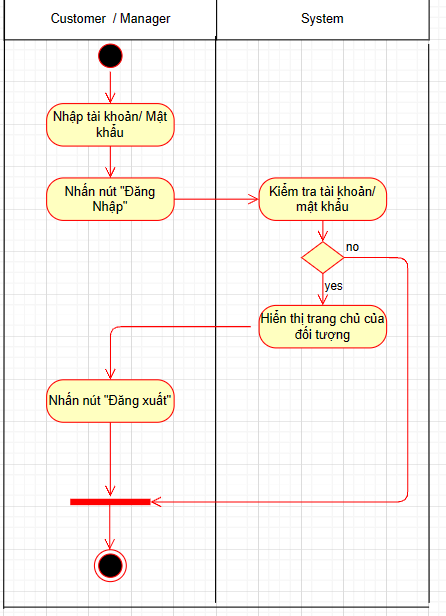 Customer / Manager
System
Nhập tài khoản/ Mật
khẩu
Nhấn nút "Đăng
Nhập"
Kiểm tra tài khoản/
mật khẩu
no
yes
Hiển thị trang chủ của
đối tượng
Nhấn nút "Đăng xuất"